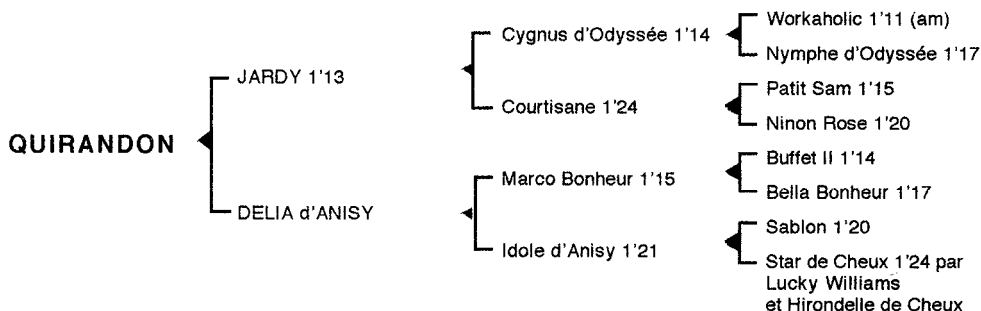 QUIRANDON
JARDY 1'13
DELIA d'ANISY
Cygnus d'Odyssée 1'14
Courtisane 1'24
Marco Bonheur 1'15
Idole d'Anisy 1'21
Workaholic 1'11 (am)
Nymphe d'Odyssée 1'17
Patit Sam 1'15
Ninon Rose 1'20
Buffet II 1'14
Bella Bonheur 1'17
Sablon 1'20
Star de Cheux 1'24 par
Lucky Williams
et Hirondelle de Cheux